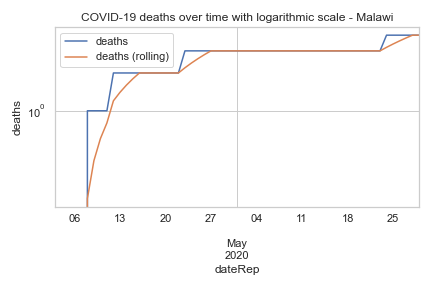 COVID-19 deaths over time with logarithmic scale - Malawi
deaths
deaths (rolling)
deaths
10⁰
06 13 20 27 04 11 18 25
May
2020
dateRep